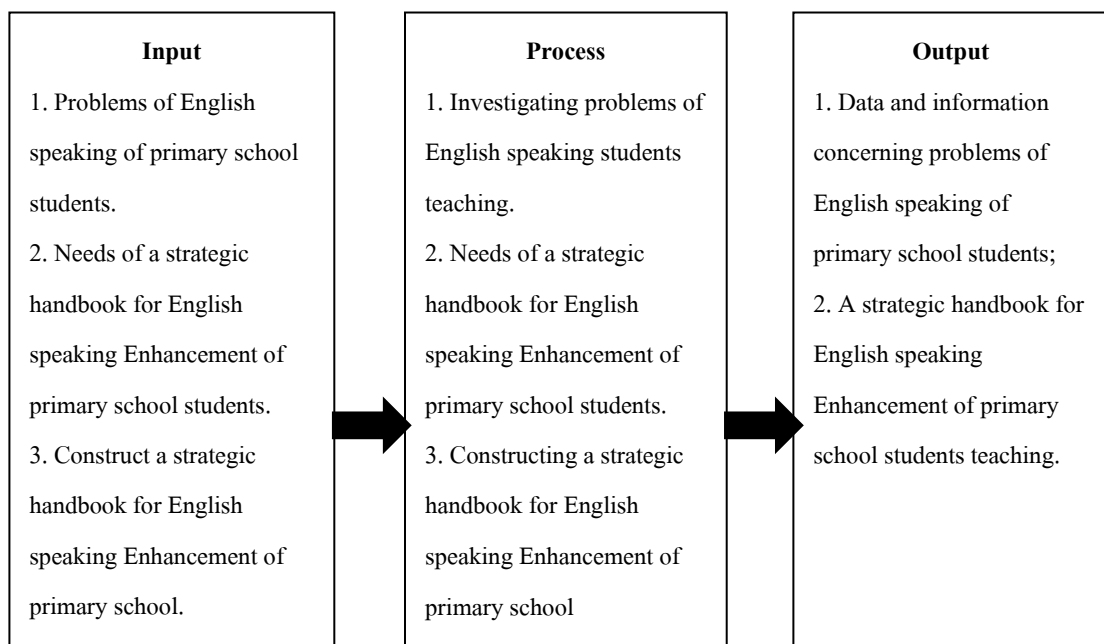 Input
1. Problems of English
speaking of primary school
students.
2. Needs of a strategic
handbook for English
speaking Enhancement of
primary school students.
3. Construct a strategic
handbook for English
speaking Enhancement of
primary school.
Process
1. Investigating problems of
English speaking students
teaching.
2. Needs of a strategic
handbook for English
speaking Enhancement of
primary school students.
3. Constructing a strategic
handbook for English
speaking Enhancement of
primary school
Output
1. Data and information
concerning problems of
English speaking of
primary school students;
2. A strategic handbook for
English speaking
Enhancement of primary
school students teaching.